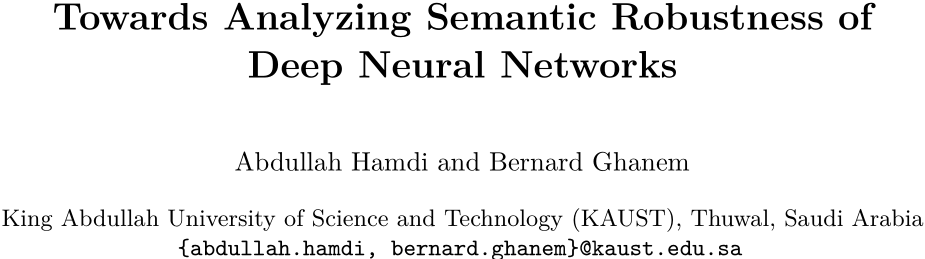 Towards Analyzing Semantic Robustness of
Deep Neural Networks
Abdullah Hamdi and Bernard Ghanem
King Abdullah University of Science and Technology (KAUST), Thuwal, Saudi Arabia
{abdullah.hamdi, bernard.ghanem}@kaust.edu.sa